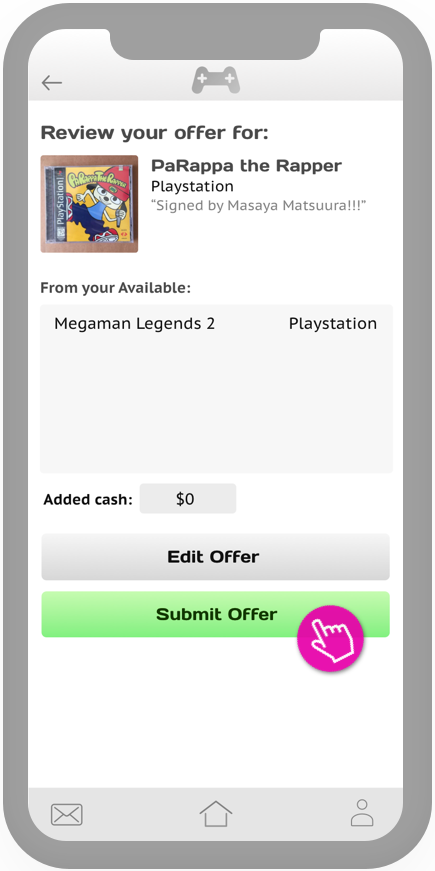 Review your offer for:
PaRappa the Rapper
Playstation
“Signed by Masaya Matsuura!!!”
PlayStation
PaRappa The Rapper
From your Available:
Megaman Legends 2 Playstation
Added cash: $0
Edit Offer
Submit Offer